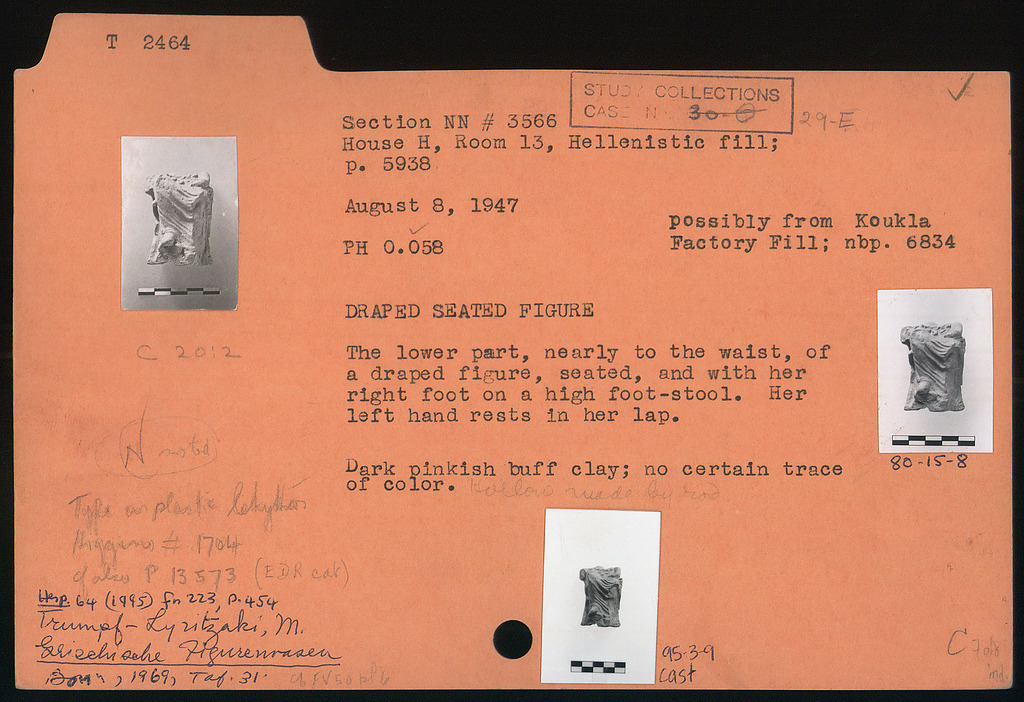 T 2464
STUDY COLLECTIONS
CASE N 30-O
29-E
Section NN # 3566
House H, Room 13, Hellenistic fill;
p. 5938
August 8, 1947
possibly from Koukla
Factory Fill; nbp. 6834
PH 0.058
DRAPED SEATED FIGURE
C 2012
The lower part, nearly to the waist, of
a draped figure, seated, and with her
right foot on a high foot-stool. Her
left hand rests in her lap.
80-15-8
Dark pinkish buff clay; no certain trace
of color. Hollow made by rod
Type on plastic lekythos
Higgins # 1704
cf also P 13573 (EDR cat)
Hesp. 64 (1995) fn 223, p. 454
Trumpf-Lyritzaki, M.
Griechische Figurenvasen
Bonn, 1969, Taf. 31.
95-3-9
cast